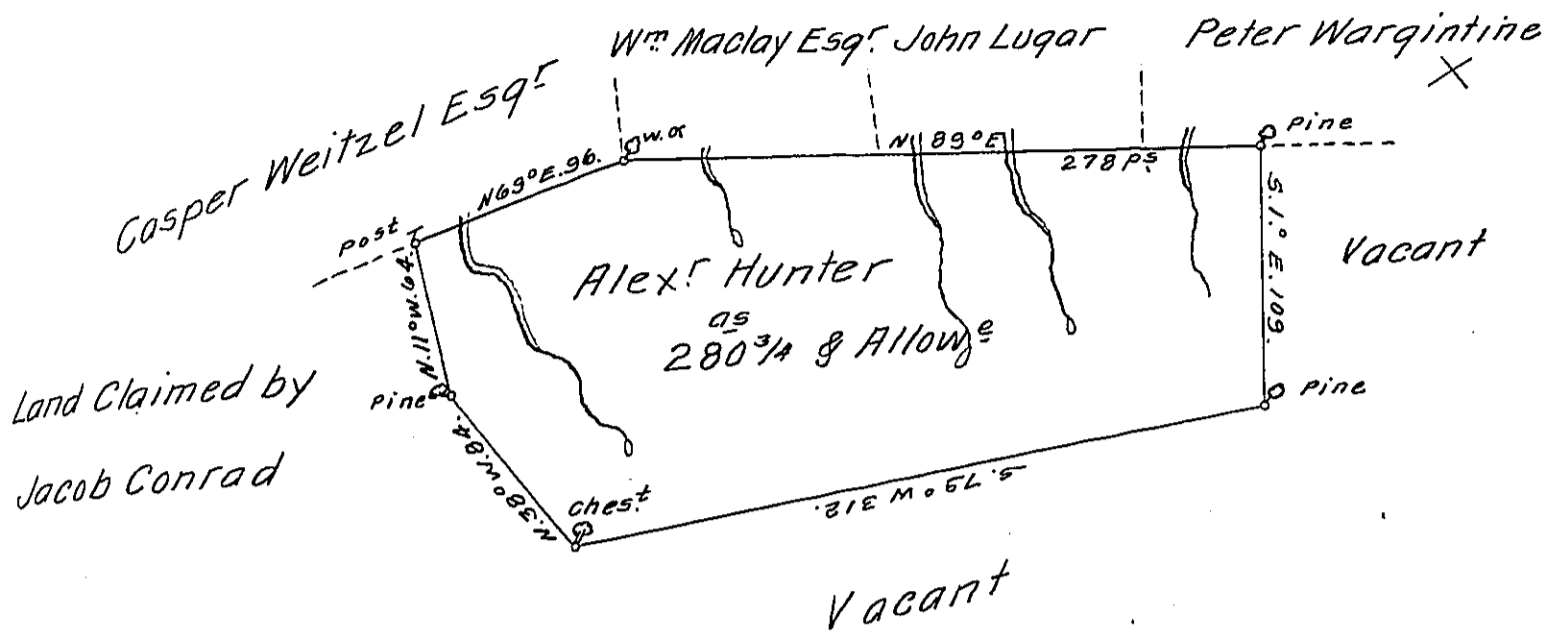 Wm Maclay Esqr John Lugar Peter Wargintine
X
Casper Weitzel Esqr
W. O
Pine
N 69° E. 96.
N 89° E
278 Ps
Post
S. 1.° E. 109.
Vacant
Alexr Hunter
as
280 3/4 & Allowe
N. 11° W. 64.
Land Claimed by
Jacob Conrad
Pine
Pine
N. 38° W. 84.
Chest
S. 79° W 312.
Vacant